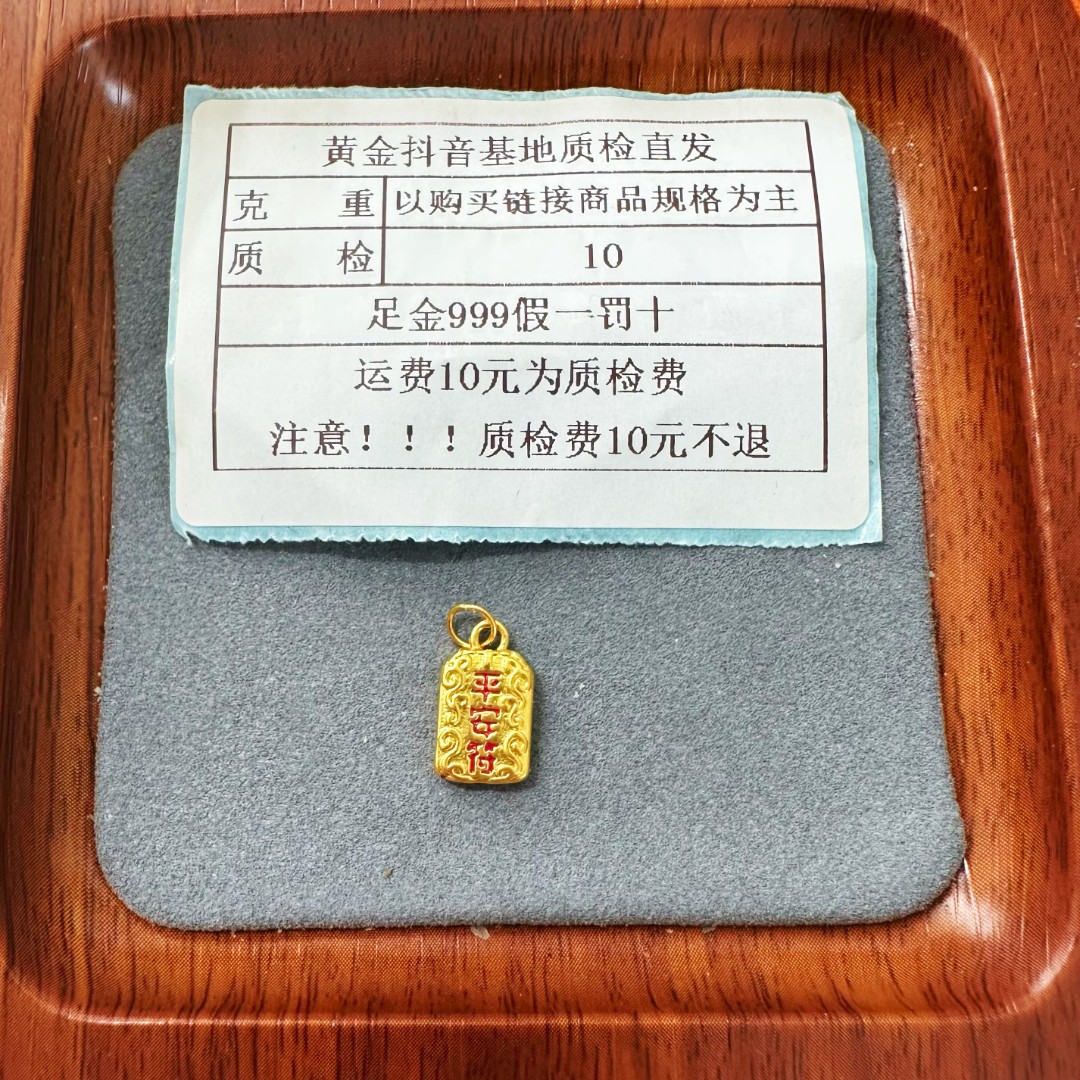 黄金抖音基地质检直发
克 重 以购买链接商品规格为主
质 检 10
足金999假一罚十
运费10元为质检费
注意！！！质检费10元不退
平安符